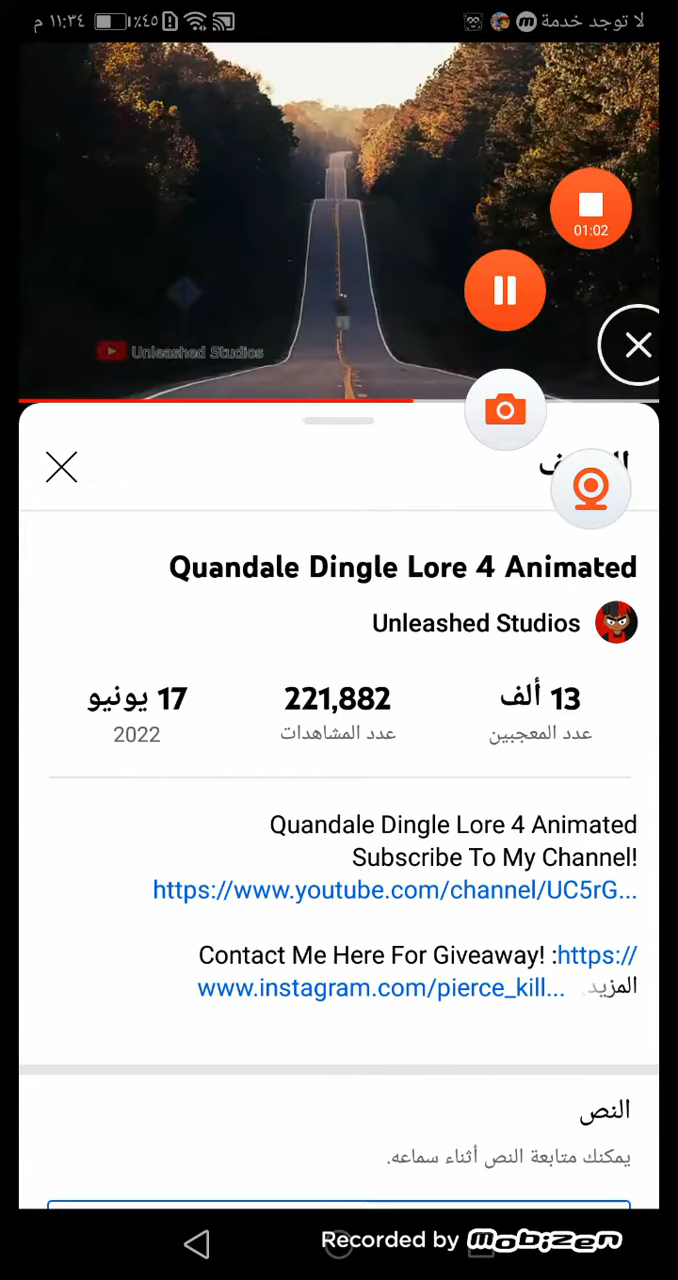 لا توجد خدمة ٤٥٪ ١١:٣٤ م
01:02
Unleashed Studios
Quandale Dingle Lore 4 Animated
Unleashed Studios
13 ألف 221,882 17 يونيو
عدد المعجبين عدد المشاهدات 2022
Quandale Dingle Lore 4 Animated
Subscribe To My Channel!
https://www.youtube.com/channel/UC5rG...
Contact Me Here For Giveaway! :https://
www.instagram.com/pierce_kill... المزيد
النص
يمكنك متابعة النص أثناء سماعه.
Recorded by mobizen